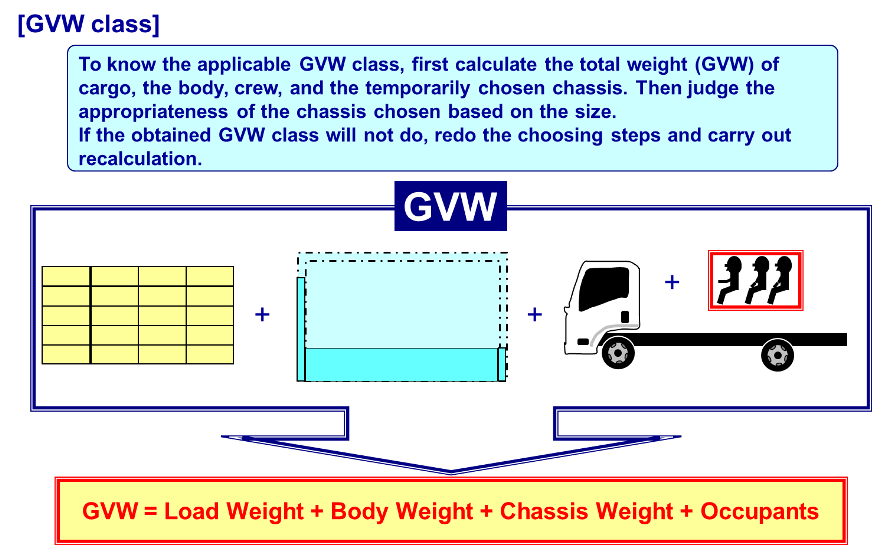 [GVW class]
To know the applicable GVW class, first calculate the total weight (GVW) of
cargo, the body, crew, and the temporarily chosen chassis. Then judge the
appropriateness of the chassis chosen based on the size.
If the obtained GVW class will not do, redo the choosing steps and carry out
recalculation.
GVW
+ + +
GVW = Load Weight + Body Weight + Chassis Weight + Occupants